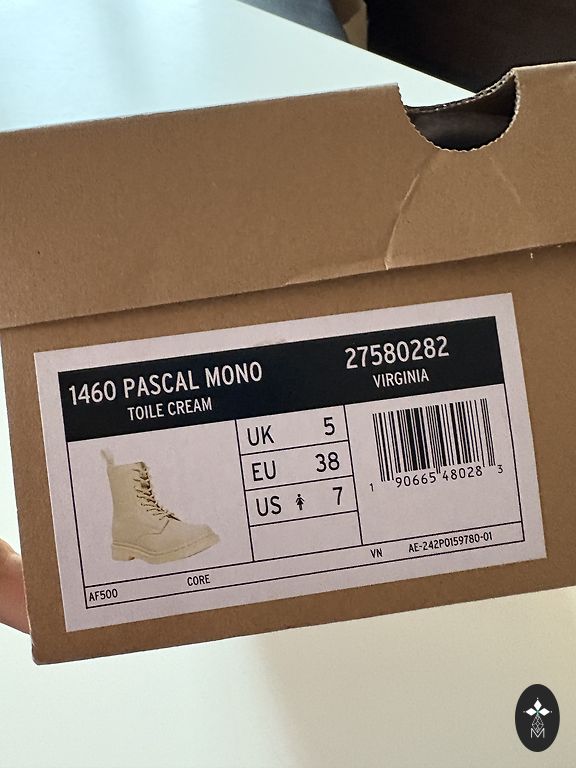 1460 PASCAL MONO
TOILE CREAM
27580282
VIRGINIA
UK 5
EU 38
US 7
1 90665 48028 3
AF500
CORE
VN
AE-242P0159780-01
M